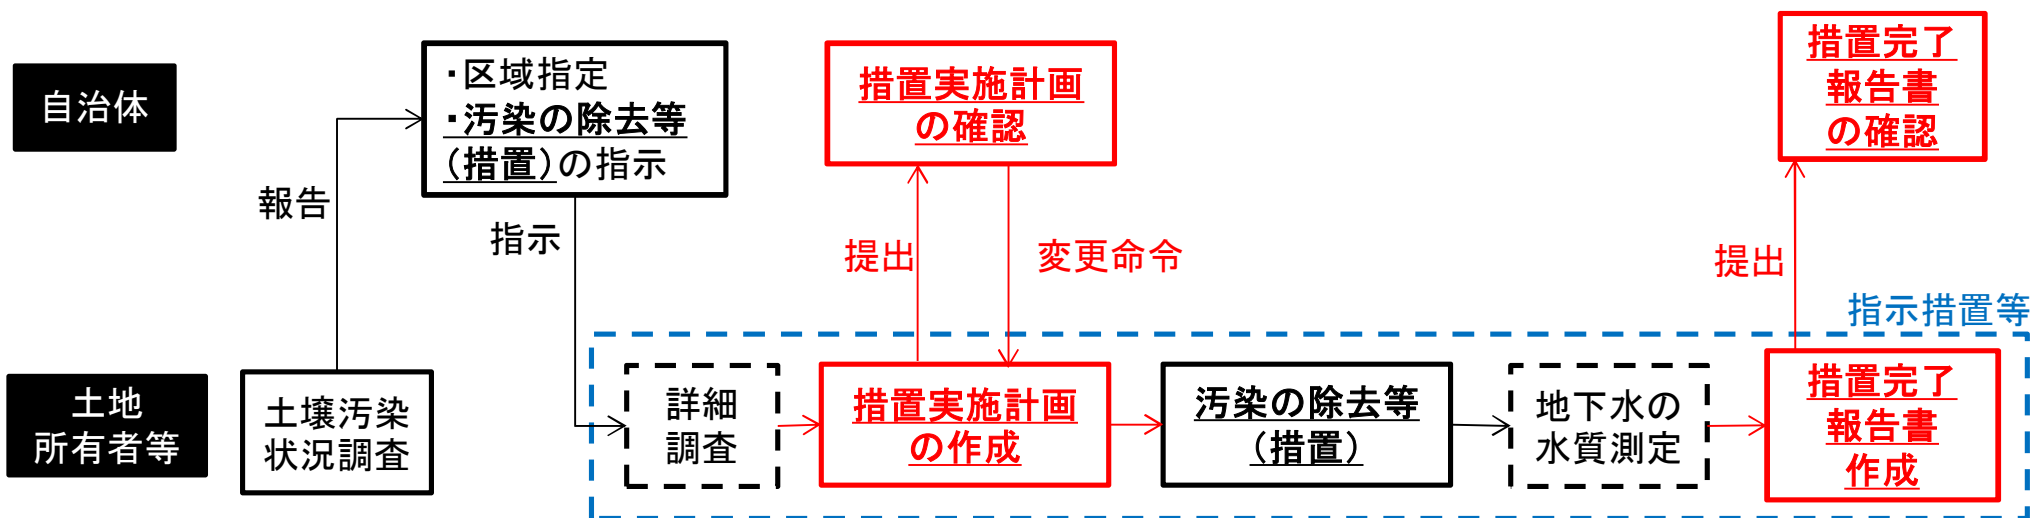 自治体
・区域指定
・汚染の除去等
（措置）の指示
措置実施計画
の確認
措置完了
報告書
の確認
報告
指示
提出
変更命令
提出
指示措置等
土地
所有者等
土壌汚染
状況調査
詳細
調査
措置実施計画
の作成
汚染の除去等
（措置）
地下水の
水質測定
措置完了
報告書
作成